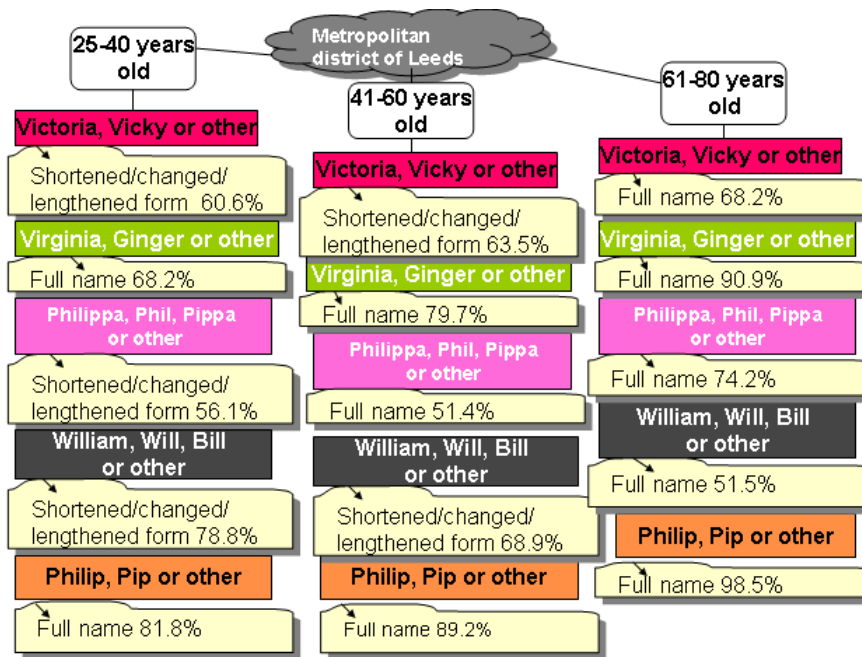 Metropolitan
district of Leeds
25-40 years
old
Victoria, Vicky or other
Shortened/changed/
lengthened form 60.6%
Virginia, Ginger or other
Full name 68.2%
Philippa, Phil, Pippa
or other
Shortened/changed/
lengthened form 56.1%
William, Will, Bill
or other
Shortened/changed/
lengthened form 78.8%
Philip, Pip or other
Full name 81.8%
41-60 years
old
Victoria, Vicky or other
Shortened/changed/
lengthened form 63.5%
Virginia, Ginger or other
Full name 79.7%
Philippa, Phil, Pippa
or other
Full name 51.4%
William, Will, Bill
or other
Shortened/changed/
lengthened form 68.9%
Philip, Pip or other
Full name 89.2%
61-80 years
old
Victoria, Vicky or other
Full name 68.2%
Virginia, Ginger or other
Full name 90.9%
Philippa, Phil, Pippa
or other
Full name 74.2%
William, Will, Bill
or other
Full name 51.5%
Philip, Pip or other
Full name 98.5%